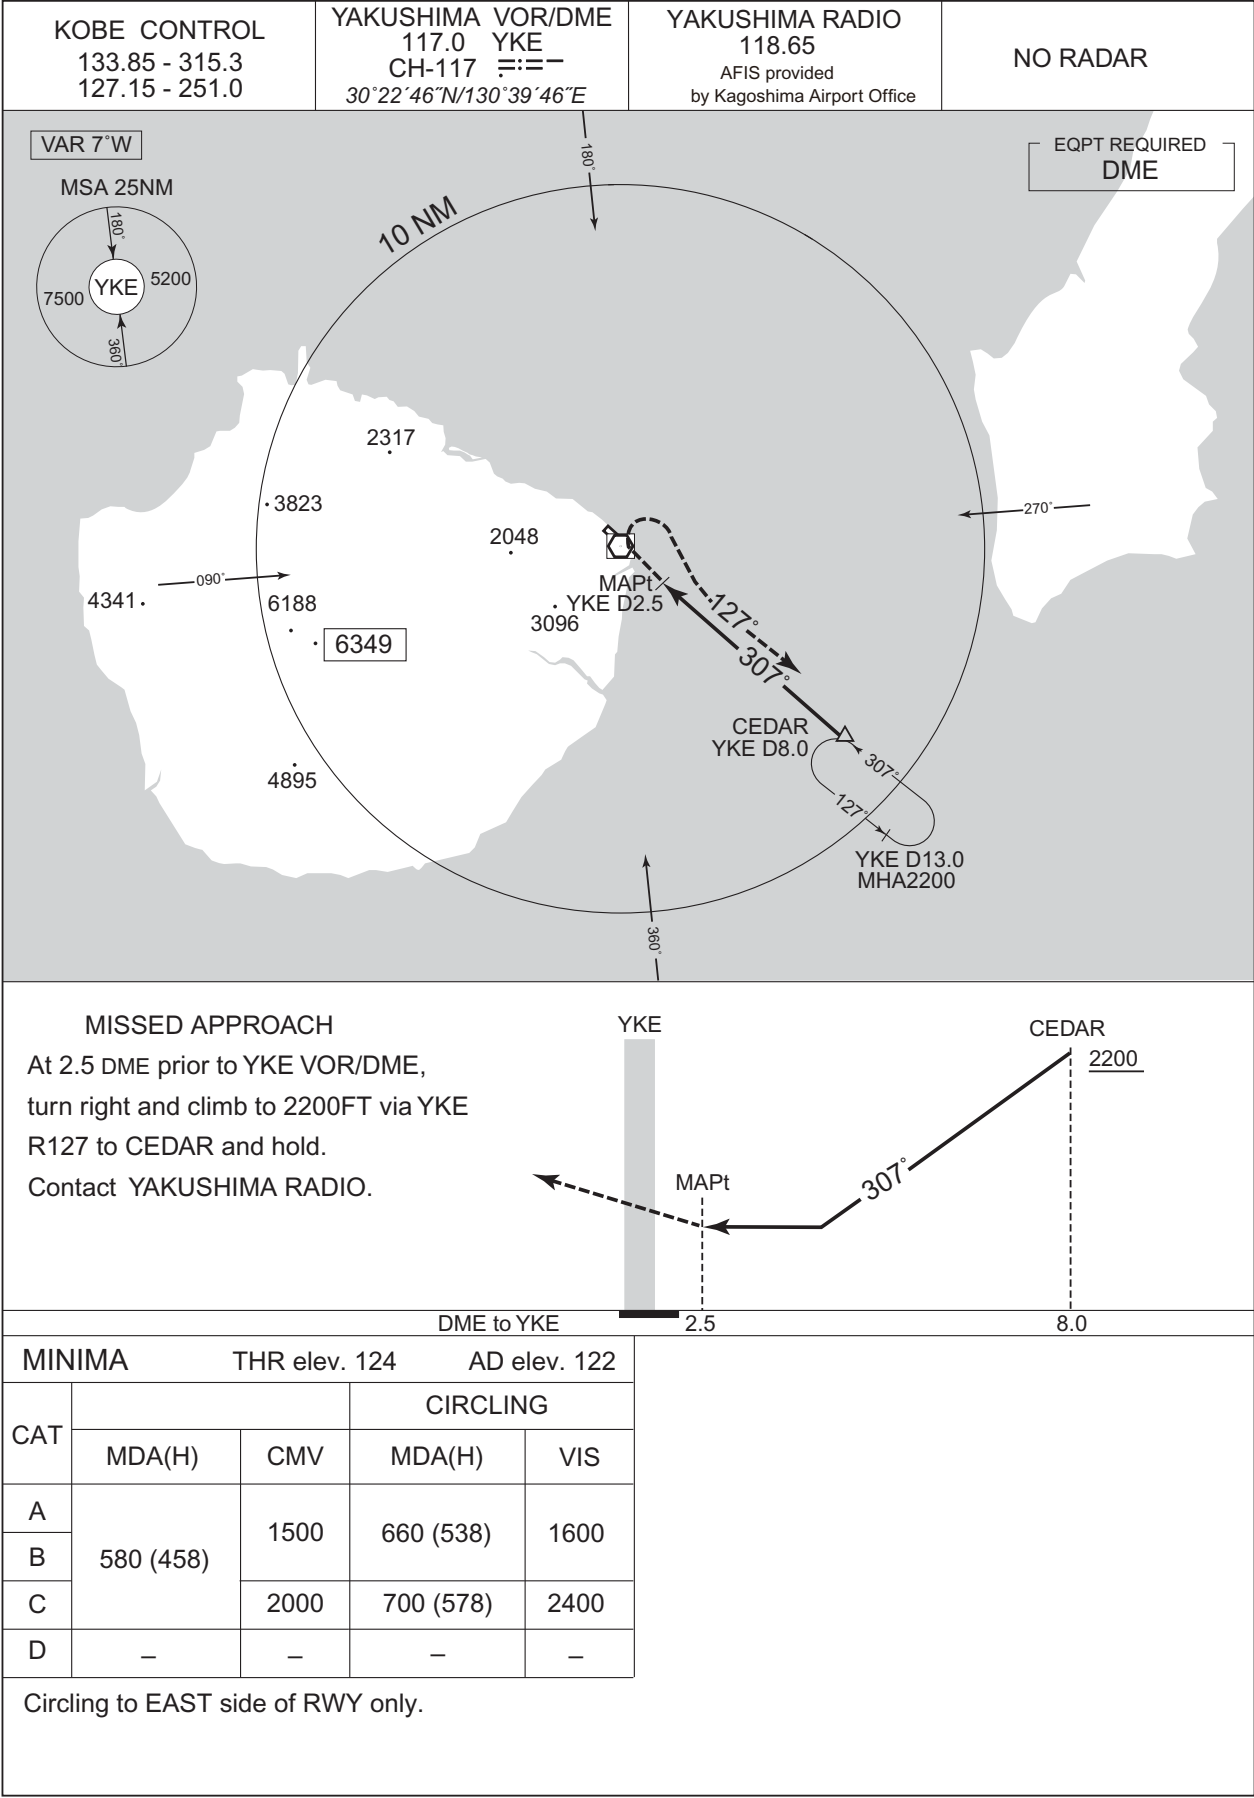 KOBE CONTROL
133.85 - 315.3
127.15 - 251.0
YAKUSHIMA VOR/DME
117.0 YKE
CH-117
30°22´46˝N/130°39´46˝E
YAKUSHIMA RADIO
118.65
AFIS provided
by Kagoshima Airport Office
NO RADAR
VAR 7°W
MSA 25NM
180°
YKE
7500
5200
360°
EQPT REQUIRED
DME
180°
10 NM
2317
3823
2048
270°
090°
4341
6188
6349
3096
MAPt
YKE D2.5
127°
307°
CEDAR
YKE D8.0
307°
127°
4895
YKE D13.0
MHA2200
360°
MISSED APPROACH
At 2.5 DME prior to YKE VOR/DME,
turn right and climb to 2200FT via YKE
R127 to CEDAR and hold.
Contact YAKUSHIMA RADIO.
YKE
CEDAR
2200
307°
MAPt
DME to YKE
2.5
8.0
MINIMA THR elev. 124 AD elev. 122
CAT
CIRCLING
MDA(H) CMV MDA(H) VIS
A
B
580 (458)
1500 660 (538) 1600
C 2000 700 (578) 2400
D – – – –
Circling to EAST side of RWY only.